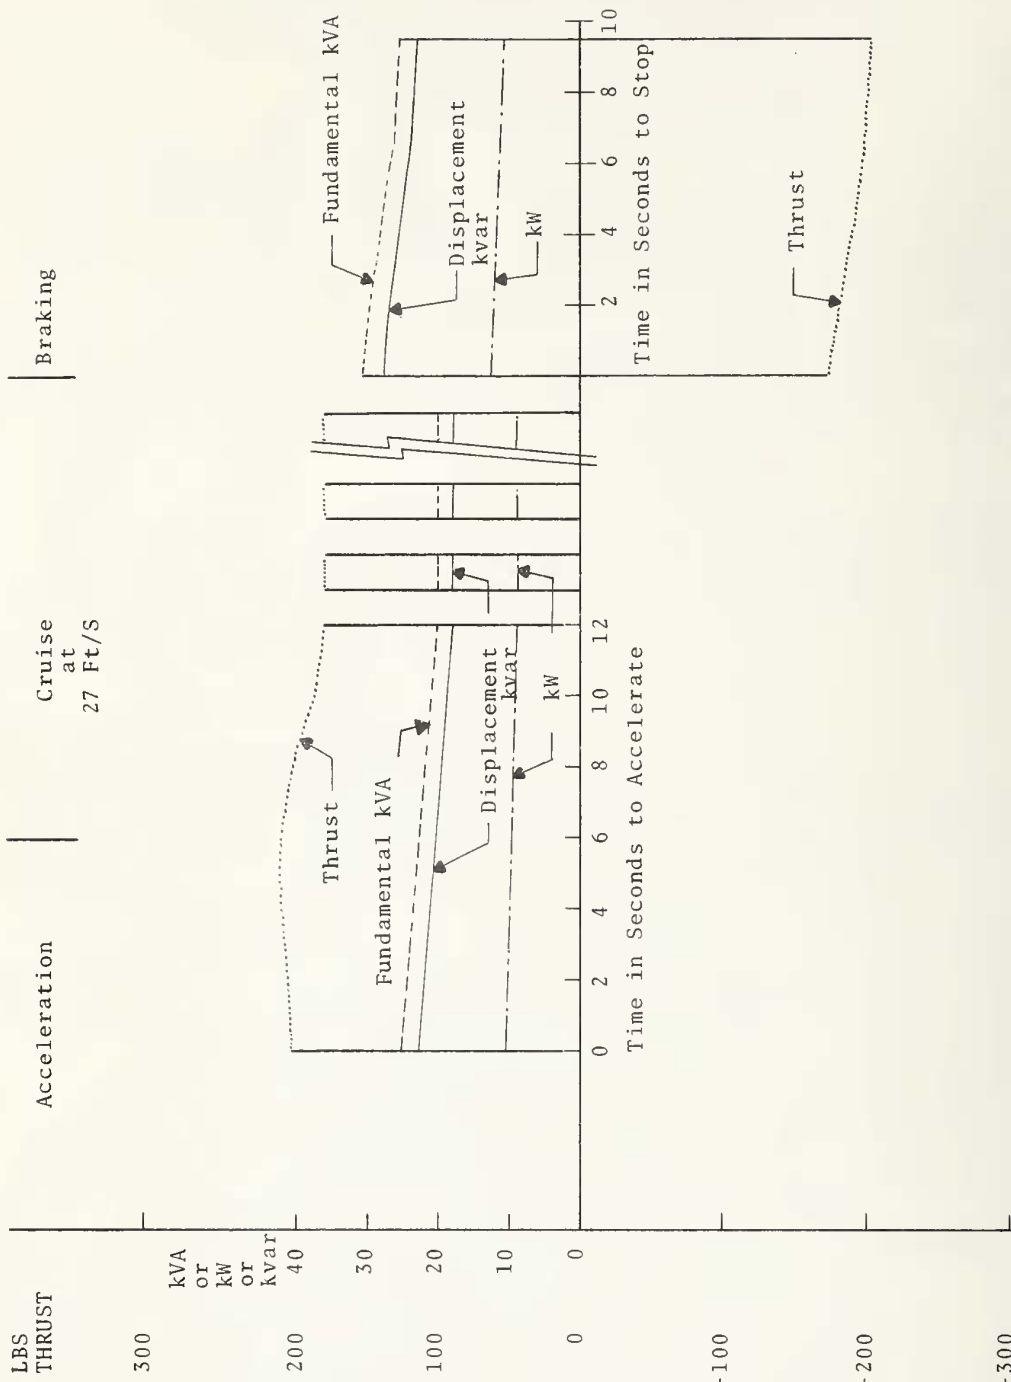 LBS
THRUST
Acceleration
Cruise
at
27 Ft/S
Braking
300
200
100
0
-100
-200
-300
kVA
or
kW
or
kvar
40
30
20
10
0
Thrust
Fundamental kVA
Displacement
kvar
kW
0 2 4 6 8 10 12
Time in Seconds to Accelerate
Fundamental kVA
Displacement
kvar
kW
2 4 6 8 10
Time in Seconds to Stop
Thrust